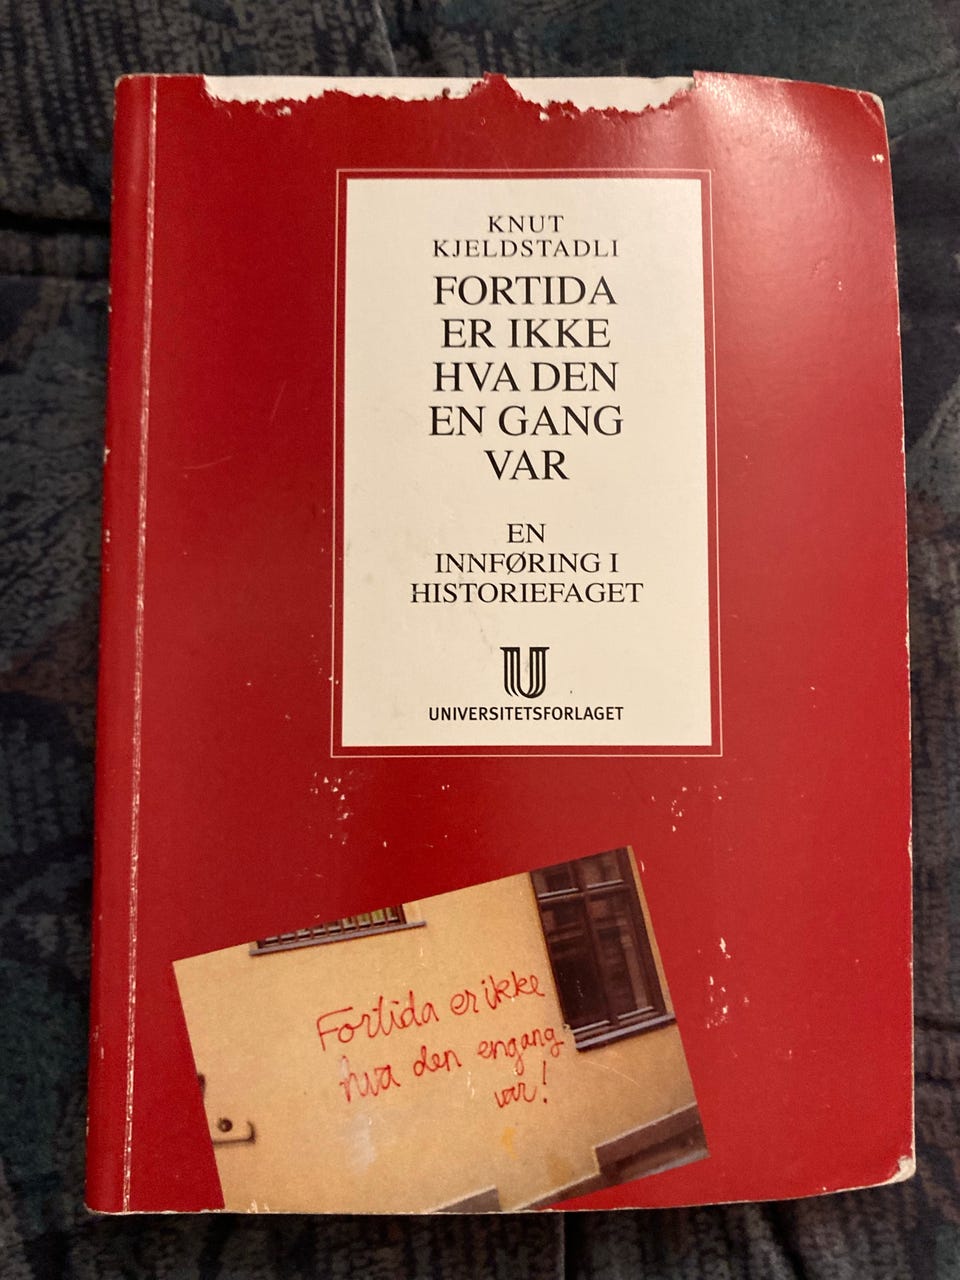 KNUT
KJELDSTADLI
FORTIDA
ER IKKE
HVA DEN
EN GANG
VAR
EN
INNFØRING I
HISTORIEFAGET
U
UNIVERSITETSFORLAGET
Fortida er ikke
hva den engang
var!